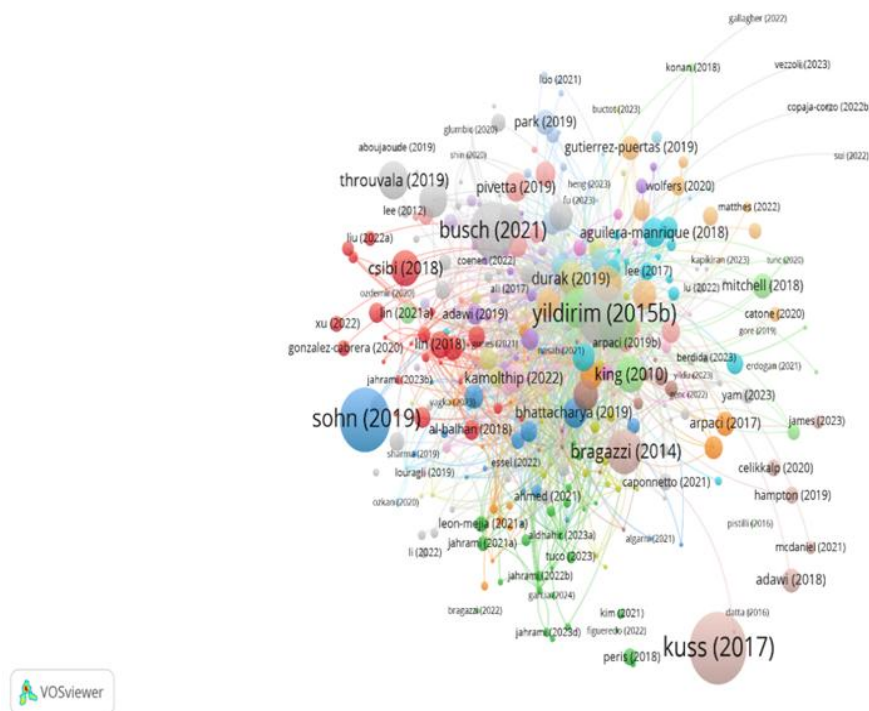 gallagher (2022)
konan (2018)
vezzoli (2023)
luo (2021)
buctot (2023)
copaja-corzo (2022b)
park (2019)
glumbic (2020)
aboujaoude (2019)
gutierrez-puertas (2019)
shin (2020)
sui (2022)
throuvala (2019)
pivetta (2019)
heng (2023)
wolfers (2020)
fu (2023)
lee (2012)
matthes (2022)
busch (2021)
aguilera-manrique (2018)
liu (2022a)
csibi (2018)
coenen (2022)
kapikiran (2023)
durak (2019)
lee (2017)
ali (2017)
lu (2022)
mitchell (2018)
ozdemir (2020)
lin (2021a)
adawi (2019)
yildirim (2015b)
catone (2020)
xu (2022)
gore (2019)
lin (2018)
arpaci (2019b)
gonzalez-cabrera (2020)
berdida (2023)
erdogan (2021)
jahrami (2023b)
kamolthip (2022)
king (2010)
yam (2023)
sohn (2019)
bhattacharya (2019)
al-balhan (2018)
arpaci (2017)
james (2023)
bragazzi (2014)
sharma (2019)
essel (2022)
celikkalp (2020)
louragli (2019)
caponnetto (2021)
ozkan (2020)
ahmed (2021)
hampton (2019)
leon-mejia (2021a)
pistilli (2016)
jahrami (2021a)
algarni (2021)
li (2022)
tuco (2023)
mcdaniel (2021)
jahrami (2022b)
adawi (2018)
bragazzi (2022)
kim (2021)
datta (2016)
jahrami (2023d)
figueredo (2022)
kuss (2017)
peris (2018)
VOSviewer